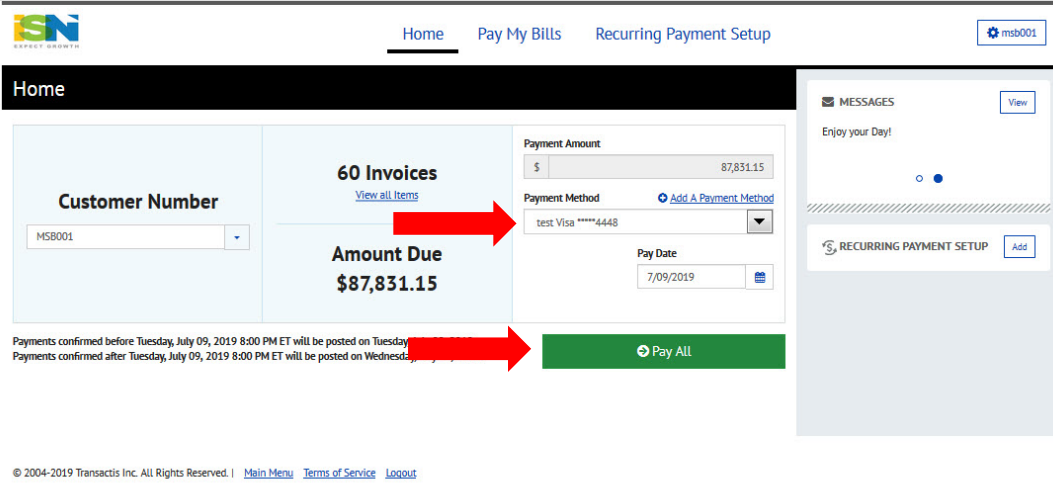 iSN
EXPECT GROWTH
Home Pay My Bills Recurring Payment Setup
msb001
Home
Customer Number
MSB001
60 Invoices
View all Items
Amount Due
$87,831.15
Payment Amount
$ 87,831.15
Payment Method Add A Payment Method
test Visa *****4448
Pay Date
7/09/2019
Payments confirmed before Tuesday, July 09, 2019 8:00 PM ET will be posted on Tuesday
Payments confirmed after Tuesday, July 09, 2019 8:00 PM ET will be posted on Wednesday,
Pay All
MESSAGES View
Enjoy your Day!
RECURRING PAYMENT SETUP Add
© 2004-2019 Transactis Inc. All Rights Reserved. | Main Menu Terms of Service Logout